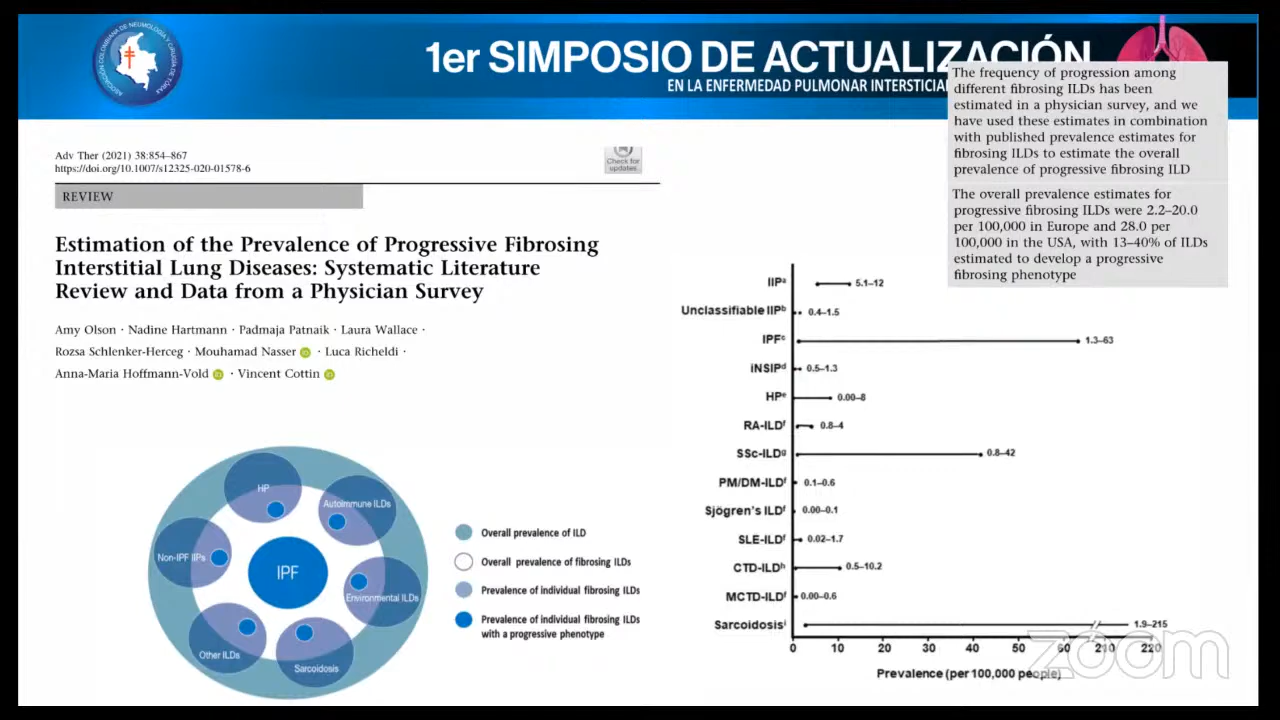 ASOCIACIÓN COLOMBIANA DE NEUMOLOGÍA Y CIRUGÍA DE TÓRAX
1er SIMPOSIO DE ACTUALIZACIÓN
EN LA ENFERMEDAD PULMONAR INTERSTICIAL
The frequency of progression among
different fibrosing ILDs has been
estimated in a physician survey, and we
have used these estimates in combination
with published prevalence estimates for
fibrosing ILDs to estimate the overall
prevalence of progressive fibrosing ILD
The overall prevalence estimates for
progressive fibrosing ILDs were 2.2–20.0
per 100,000 in Europe and 28.0 per
100,000 in the USA, with 13–40% of ILDs
estimated to develop a progressive
fibrosing phenotype
Adv Ther (2021) 38:854–867
https://doi.org/10.1007/s12325-020-01578-6
Check for
updates
REVIEW
Estimation of the Prevalence of Progressive Fibrosing
Interstitial Lung Diseases: Systematic Literature
Review and Data from a Physician Survey
Amy Olson · Nadine Hartmann · Padmaja Patnaik · Laura Wallace ·
Rozsa Schlenker-Herceg · Mouhamad Nasser · Luca Richeldi ·
Anna-Maria Hoffmann-Vold · Vincent Cottin
HP
Autoimmune ILDs
Non-IPF IIPs
IPF
Environmental ILDs
Other ILDs
Sarcoidosis
Overall prevalence of ILD
Overall prevalence of fibrosing ILDs
Prevalence of individual fibrosing ILDs
Prevalence of individual fibrosing ILDs
with a progressive phenotype
IIPᵃ 5.1–12
Unclassifiable IIPᵇ 0.4–1.5
IPFᶜ 1.3–63
iNSIPᵈ 0.5–1.3
HPᵉ 0.00–8
RA-ILDᶠ 0.8–4
SSc-ILDᵍ 0.8–42
PM/DM-ILDᶠ 0.1–0.6
Sjögren's ILDᶠ 0.00–0.1
SLE-ILDᶠ 0.02–1.7
CTD-ILDʰ 0.5–10.2
MCTD-ILDᶠ 0.00–0.6
Sarcoidosisⁱ 1.9–215
0 10 20 30 40 50 60 210 220
Prevalence (per 100,000 people)
zoom